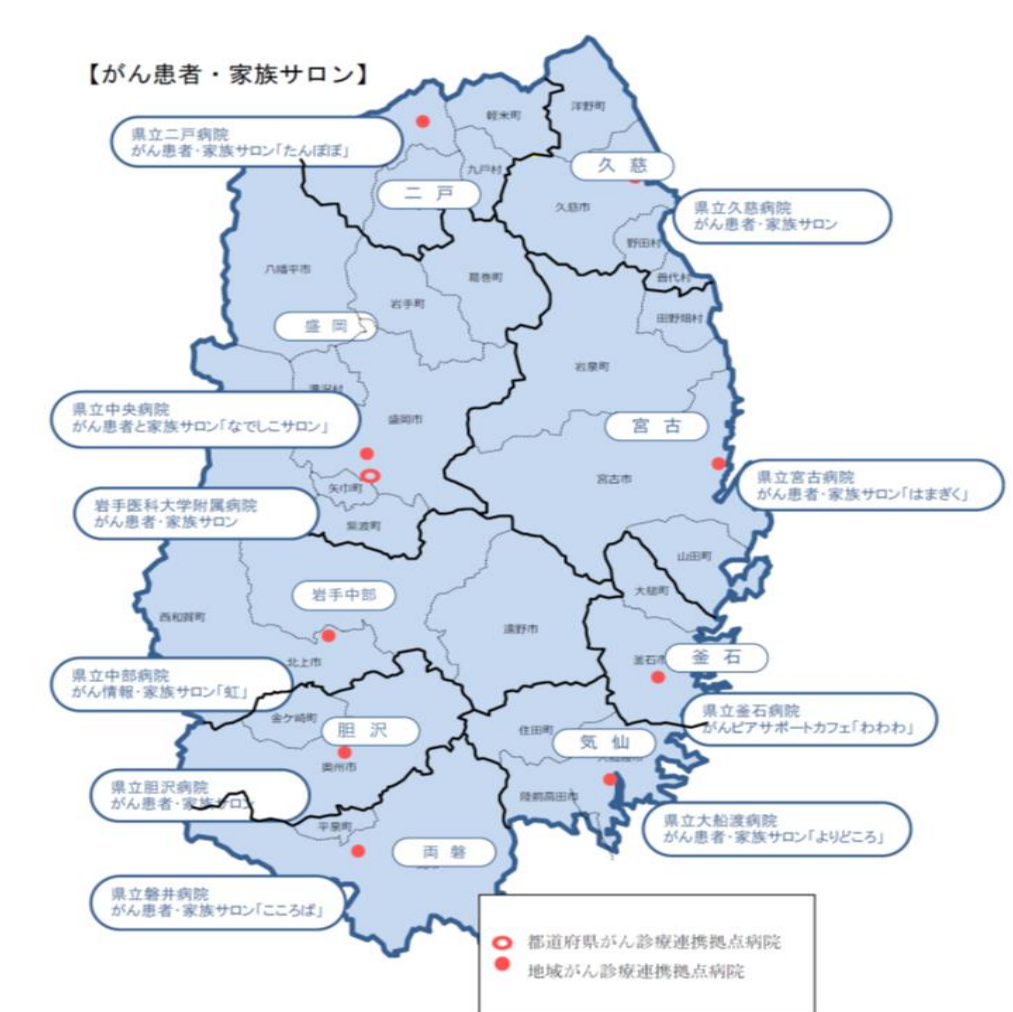 【がん患者・家族サロン】
県立二戸病院
がん患者・家族サロン「たんぽぽ」
軽米町
洋野町
九戸村
久 慈
二 戸
久慈市
県立久慈病院
がん患者・家族サロン
野田村
普代村
八幡平市
葛巻町
岩手町
田野畑村
盛 岡
岩泉町
滝沢村
県立中央病院
がん患者と家族サロン「なでしこサロン」
盛岡市
宮 古
県立宮古病院
がん患者・家族サロン「はまぎく」
宮古市
矢巾町
岩手医科大学附属病院
がん患者・家族サロン
紫波町
山田町
大槌町
岩手中部
西和賀町
遠野市
北上市
釜石市
釜 石
県立中部病院
がん情報・家族サロン「虹」
県立釜石病院
がんピアサポートカフェ「わわわ」
金ケ崎町
胆 沢
住田町
気 仙
奥州市
県立胆沢病院
がん患者・家族サロン
陸前高田市
県立大船渡病院
がん患者・家族サロン「よりどころ」
平泉町
両 磐
県立磐井病院
がん患者・家族サロン「こころば」
都道府県がん診療連携拠点病院
地域がん診療連携拠点病院